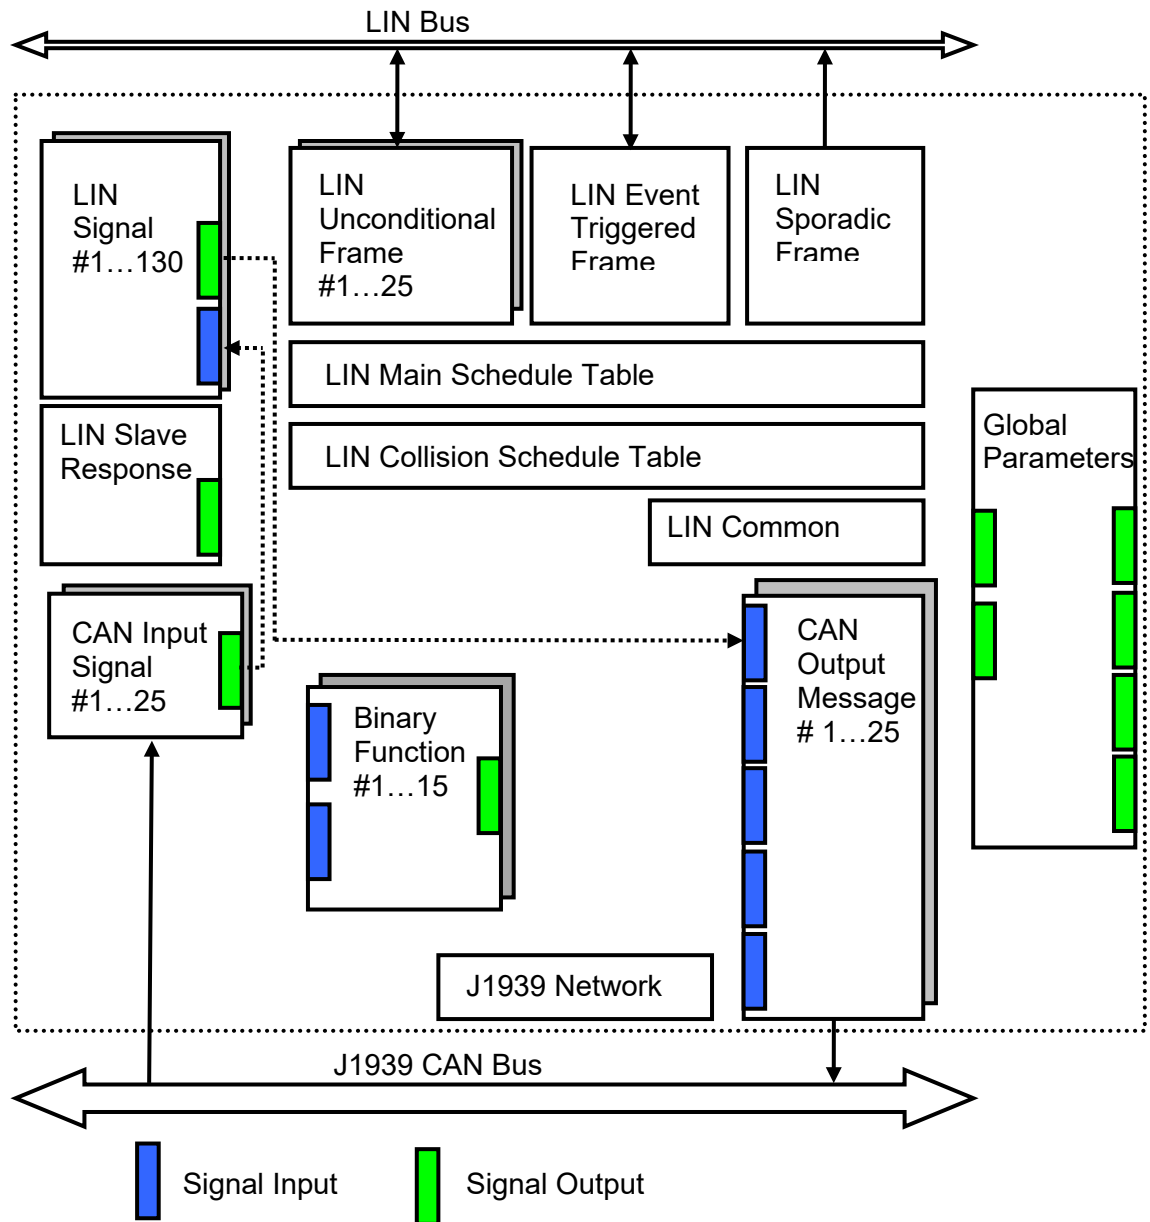 LIN Bus
LIN
Signal
#1…130
LIN
Unconditional
Frame
#1…25
LIN Event
Triggered
Frame
LIN
Sporadic
Frame
LIN Main Schedule Table
LIN Slave
Response
LIN Collision Schedule Table
Global
Parameters
LIN Common
CAN Input
Signal
#1…25
CAN
Output
Message
# 1…25
Binary
Function
#1…15
J1939 Network
J1939 CAN Bus
Signal Input
Signal Output